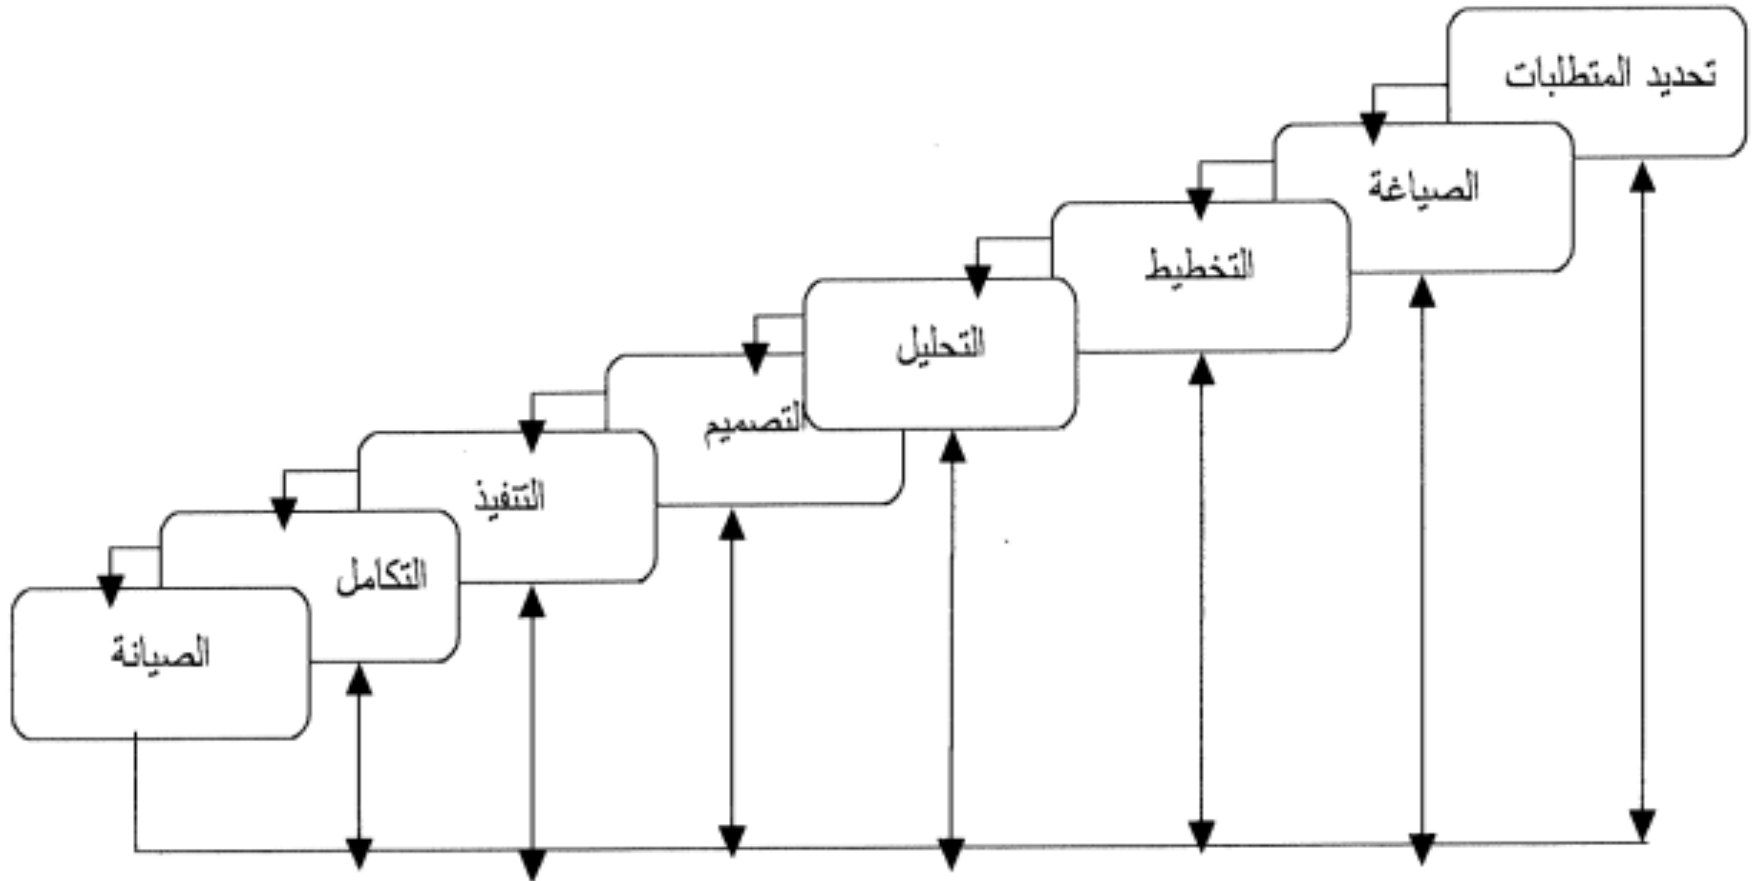 تحديد المتطلبات
الصياغة
التخطيط
التحليل
التصميم
التنفيذ
التكامل
الصيانة